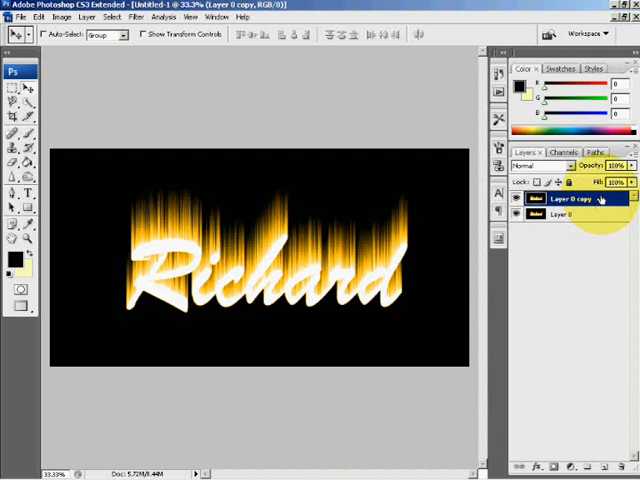 Adobe Photoshop CS3 Extended - [Untitled-1 @ 33.3% (Layer 0 copy, RGB/8)]
File Edit Image Layer Select Filter Analysis View Window Help
Auto-Select: Group Show Transform Controls Workspace
Ps
Color Swatches Styles
R 0
G 0
B 0
Layers Channels Paths
Normal Opacity: 100%
Lock: Fill: 100%
Layer 0 copy
Layer 0
Richard
33.33% Doc: 5.72M/8.44M